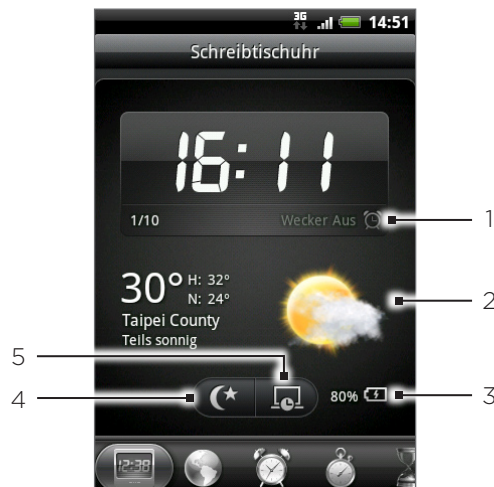 3G 14:51
Schreibtischuhr
16:11
1/10 Wecker Aus
1
30° H: 32°
N: 24°
2
Taipei County
Teils sonnig
5
4
80%
3
12:38